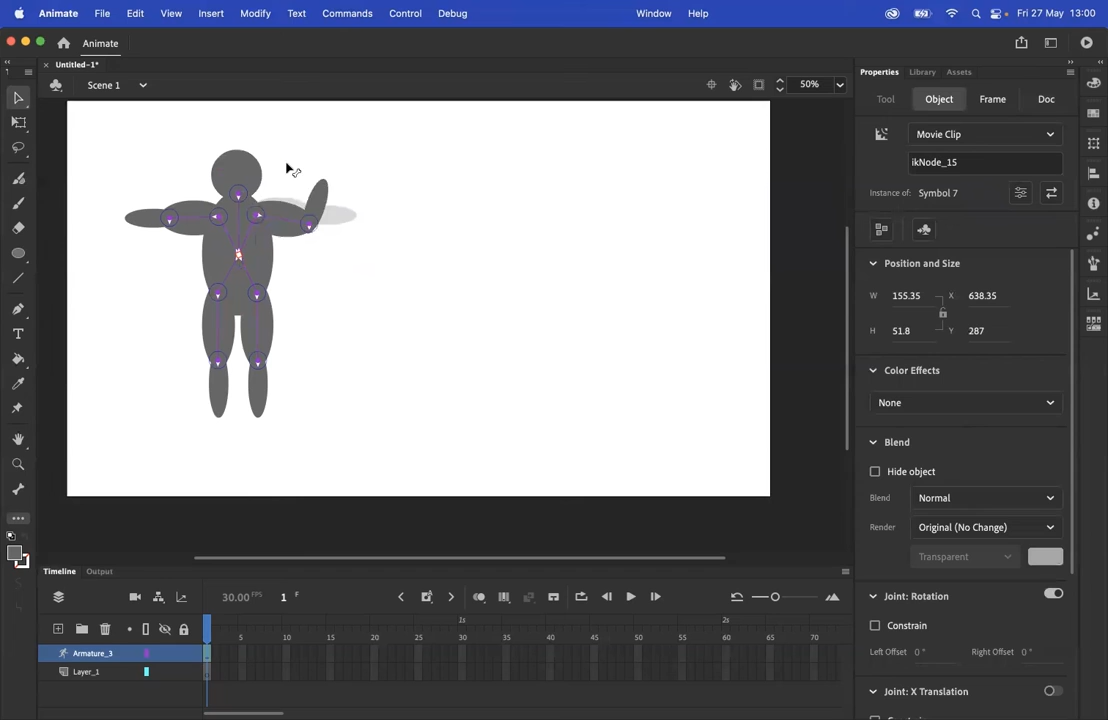 Animate File Edit View Insert Modify Text Commands Control Debug Window Help Fri 27 May 13:00
Animate
Untitled-1*
Scene 1 50%
Properties Library Assets
Tool Object Frame Doc
Movie Clip
ikNode_15
Instance of: Symbol 7
Position and Size
W 155.35 X 638.35
H 51.8 Y 287
Color Effects
None
Blend
Hide object
Blend Normal
Render Original (No Change)
Transparent
Joint: Rotation
Constrain
Left Offset 0° Right Offset 0°
Joint: X Translation
Timeline Output
30.00 FPS 1 F
1s 2s
5 10 15 20 25 30 35 40 45 50 55 60 65 70
Armature_3
Layer_1